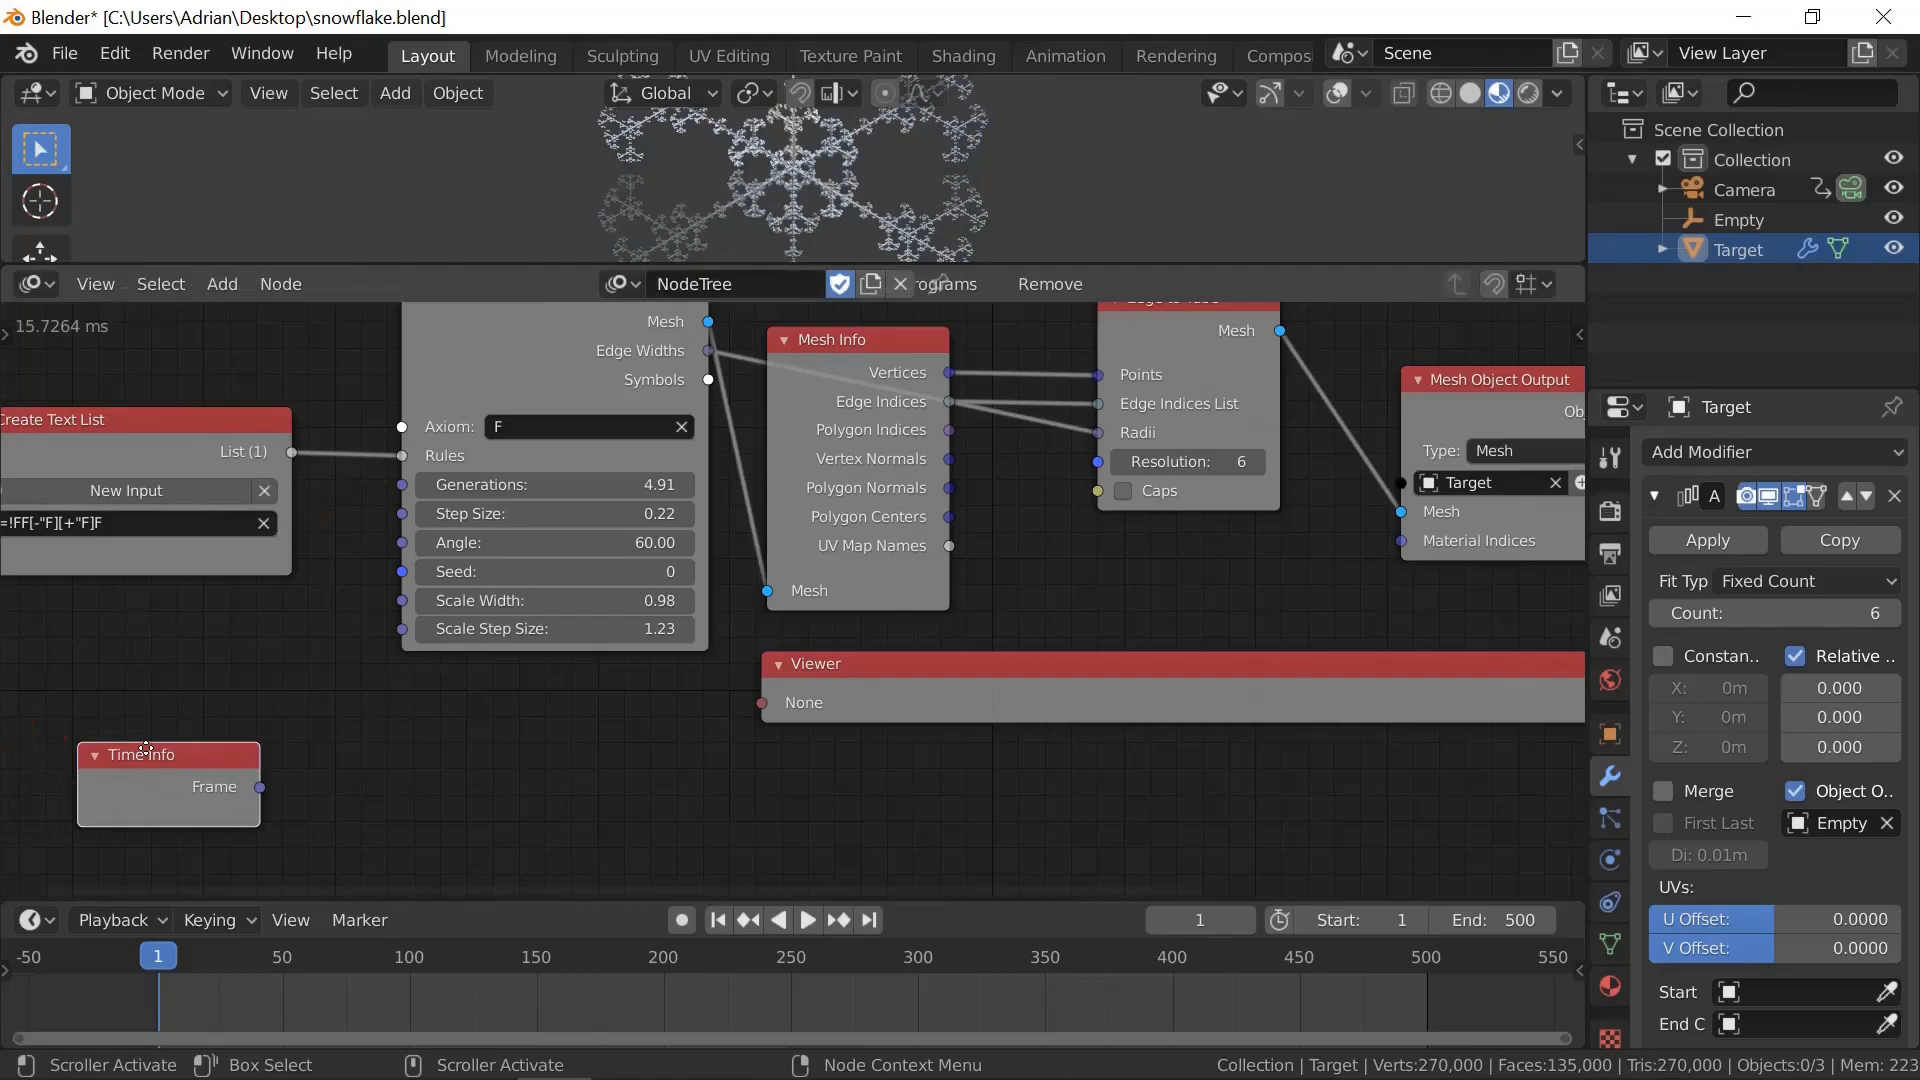 Blender* [C:\Users\Adrian\Desktop\snowflake.blend]
File Edit Render Window Help Layout Modeling Sculpting UV Editing Texture Paint Shading Animation Rendering Compos Scene View Layer
Object Mode View Select Add Object Global
Scene Collection
Collection
Camera
Empty
Target
View Select Add Node NodeTree ograms Remove
15.7264 ms
Create Text List
List (1)
New Input
=!FF[-"F][+"F]F
Mesh
Edge Widths
Symbols
Axiom: F
Rules
Generations: 4.91
Step Size: 0.22
Angle: 60.00
Seed: 0
Scale Width: 0.98
Scale Step Size: 1.23
Mesh Info
Vertices
Edge Indices
Polygon Indices
Vertex Normals
Polygon Normals
Polygon Centers
UV Map Names
Mesh
Mesh
Points
Edge Indices List
Radii
Resolution: 6
Caps
Mesh Object Output
Ob
Type: Mesh
Target
Mesh
Material Indices
Viewer
None
Time Info
Frame
Target
Add Modifier
A
Apply Copy
Fit Typ Fixed Count
Count: 6
Constan.. Relative ..
X: 0m 0.000
Y: 0m 0.000
Z: 0m 0.000
Merge Object O..
First Last Empty
Di: 0.01m
UVs:
U Offset: 0.0000
V Offset: 0.0000
Start
End C
Playback Keying View Marker 1 Start: 1 End: 500
-50 1 50 100 150 200 250 300 350 400 450 500 550
Scroller Activate Box Select Scroller Activate Node Context Menu Collection | Target | Verts:270,000 | Faces:135,000 | Tris:270,000 | Objects:0/3 | Mem: 223